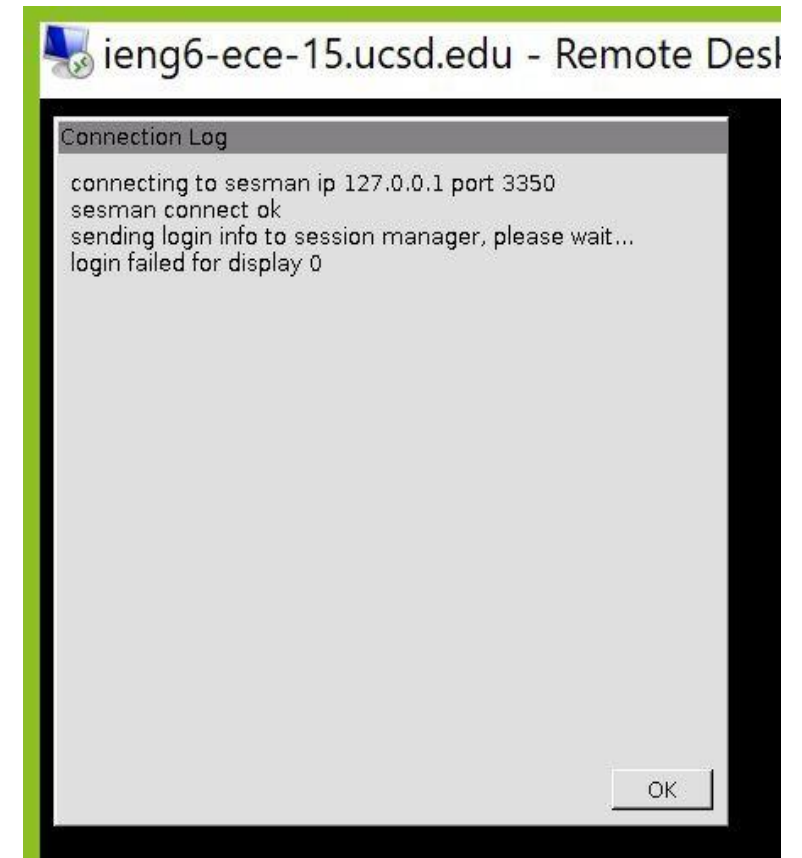 ieng6-ece-15.ucsd.edu - Remote Desk
Connection Log
connecting to sesman ip 127.0.0.1 port 3350
sesman connect ok
sending login info to session manager, please wait...
login failed for display 0
OK